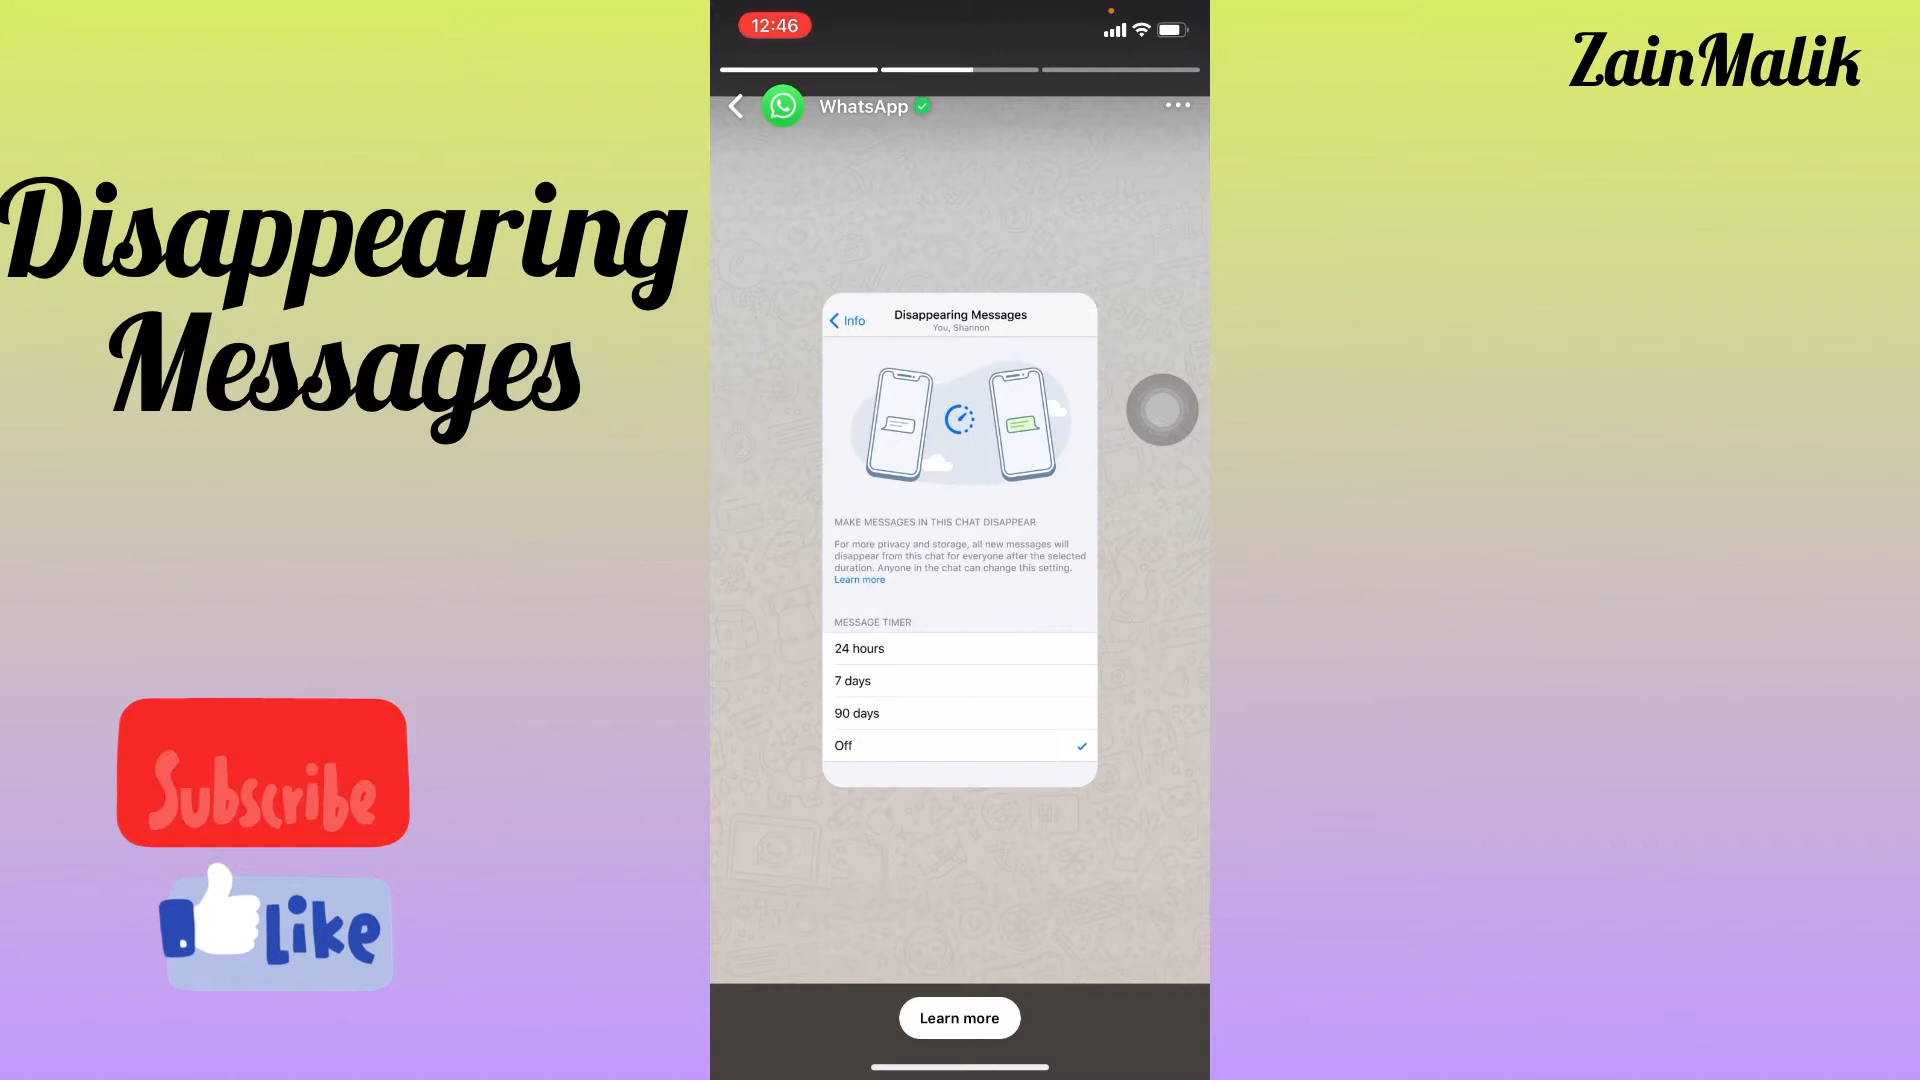 12:46
ZainMalik
WhatsApp
Disappearing
Messages
Info
Disappearing Messages
You, Shannon
MAKE MESSAGES IN THIS CHAT DISAPPEAR
For more privacy and storage, all new messages will
disappear from this chat for everyone after the selected
duration. Anyone in the chat can change this setting.
Learn more
MESSAGE TIMER
24 hours
7 days
90 days
Off
Subscribe
Like
Learn more